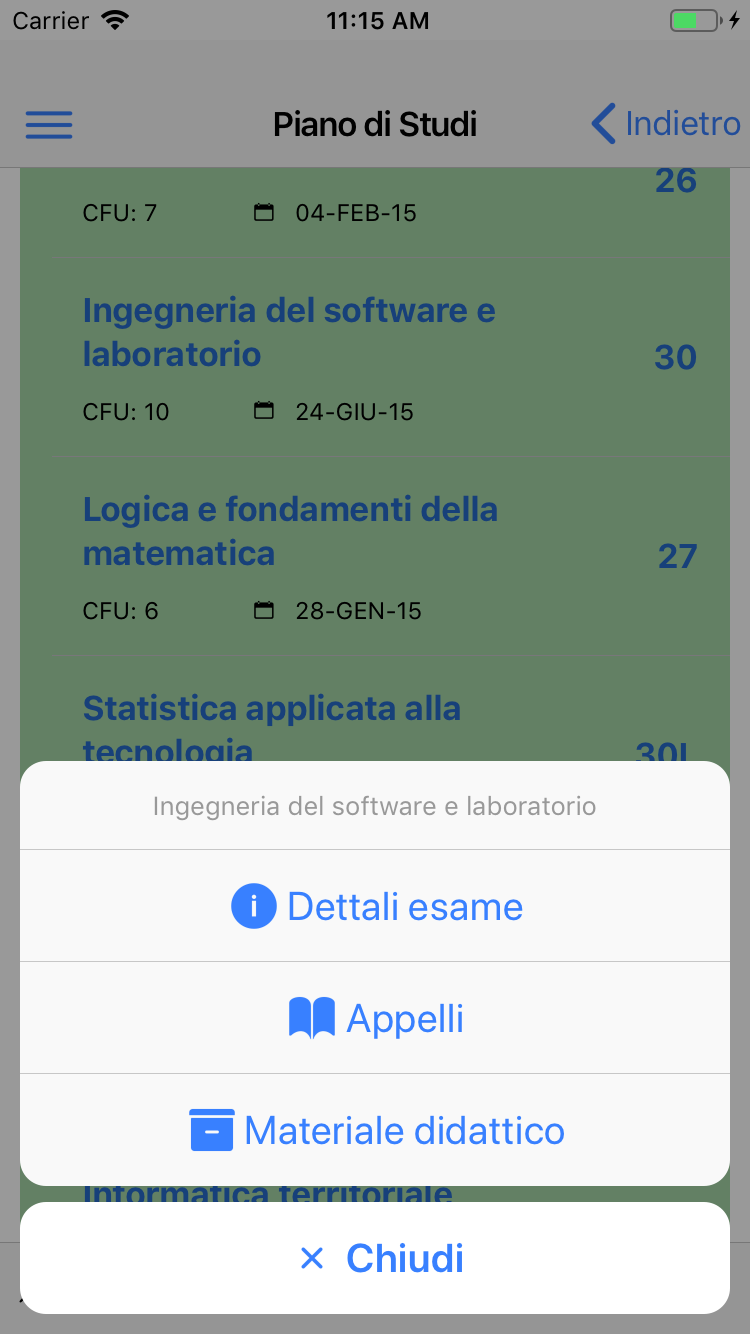 Carrier 11:15 AM
Piano di Studi
Indietro
26
CFU: 7 04-FEB-15
Ingegneria del software e
laboratorio
30
CFU: 10 24-GIU-15
Logica e fondamenti della
matematica
27
CFU: 6 28-GEN-15
Statistica applicata alla
tecnologia
30L
Ingegneria del software e laboratorio
Dettali esame
Appelli
Materiale didattico
Informatica territoriale
× Chiudi